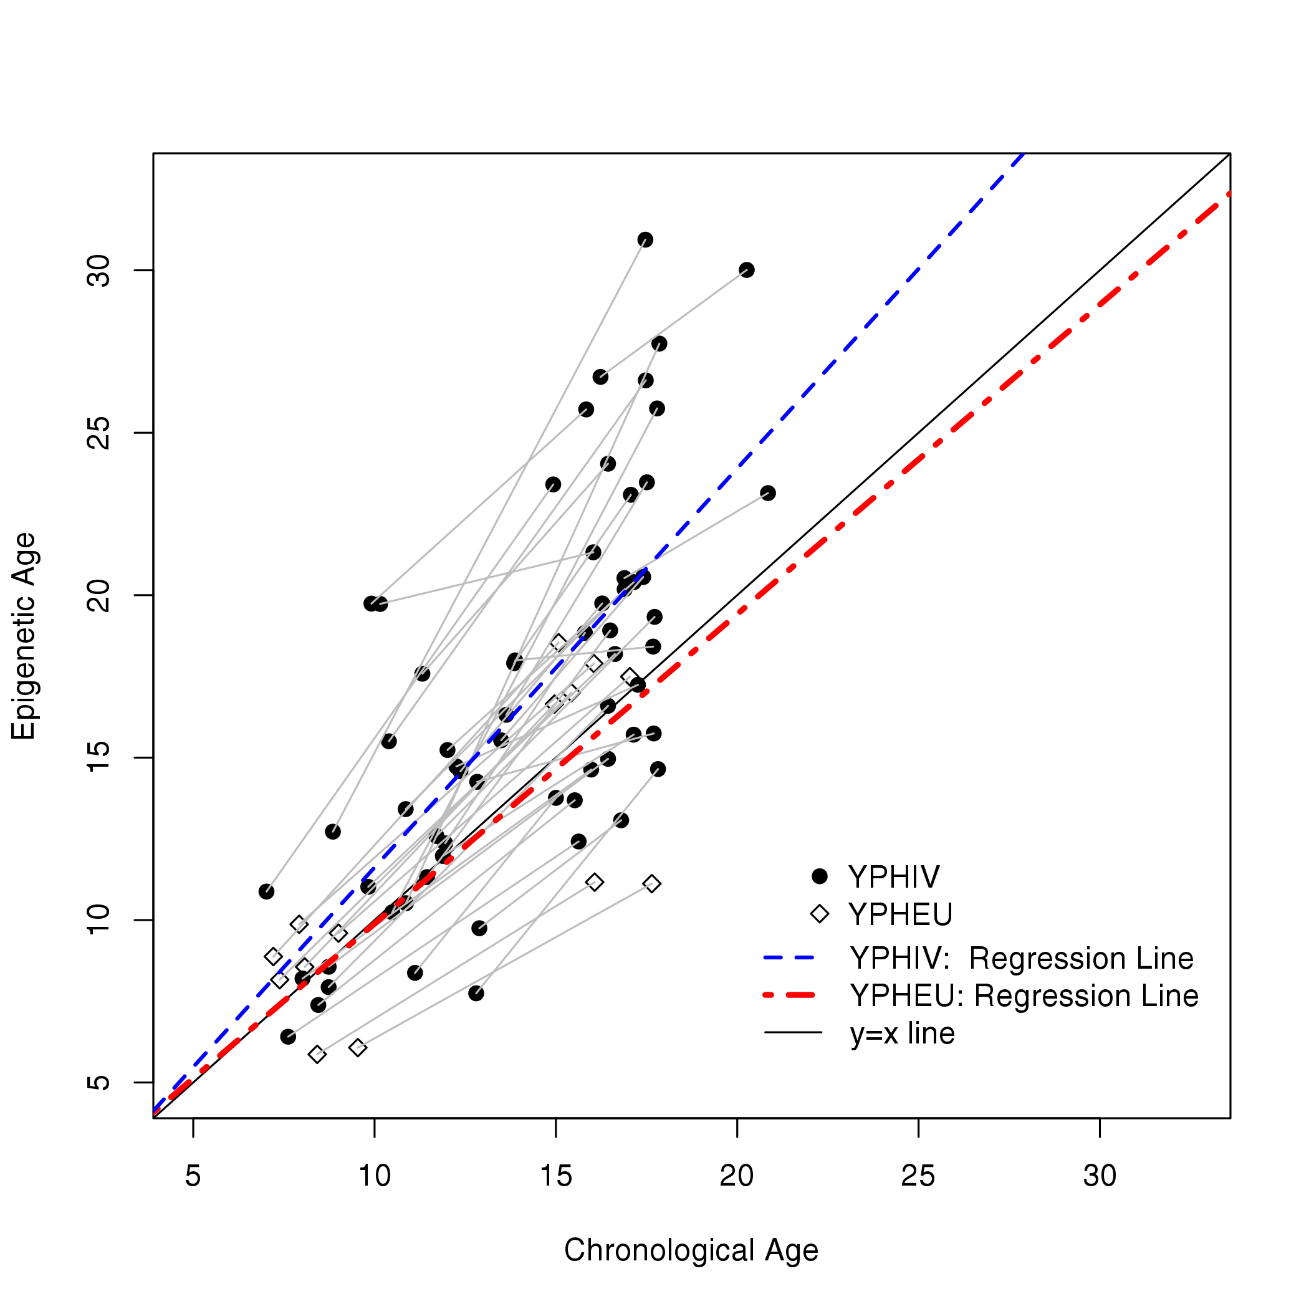 30
25
20
15
10
5
Epigenetic Age
YPHIV
YPHEU
YPHIV:  Regression Line
YPHEU: Regression Line
y=x line
5 10 15 20 25 30
Chronological Age